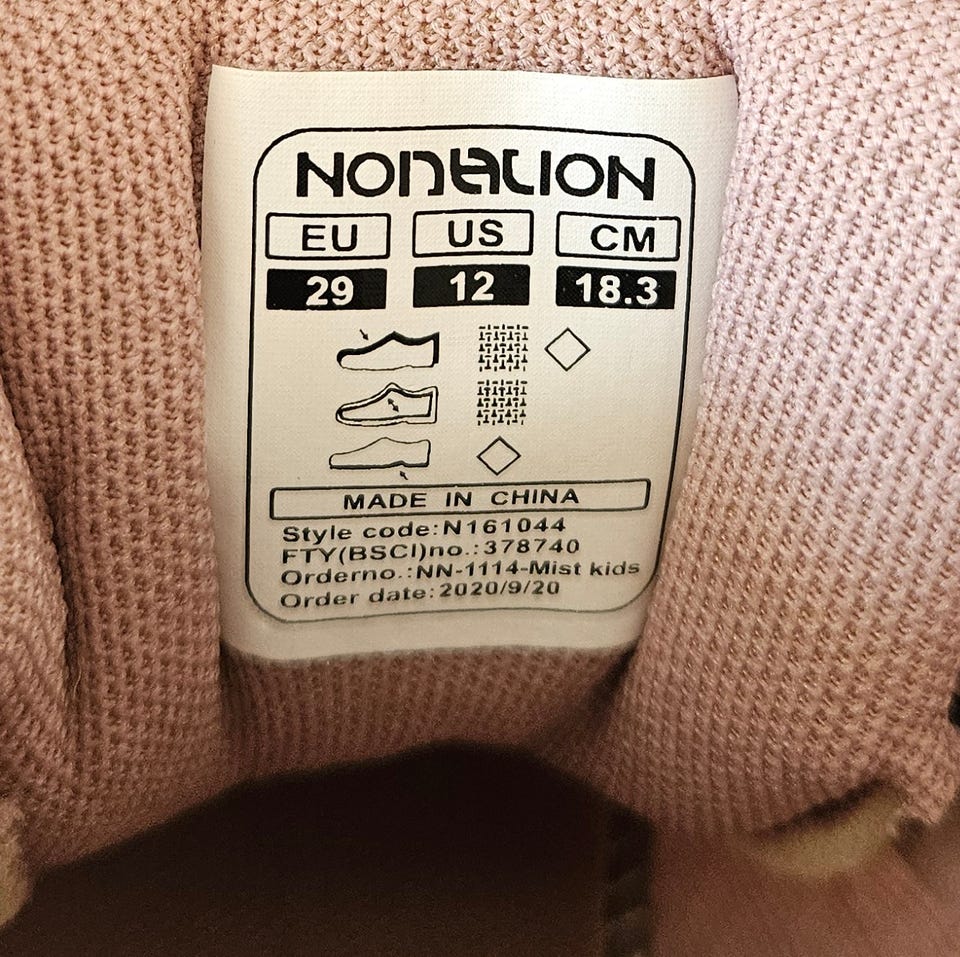 NONATION
EU US CM
29 12 18.3
MADE IN CHINA
Style code:N161044
FTY(BSCI)no.:378740
Orderno.:NN-1114-Mist kids
Order date:2020/9/20